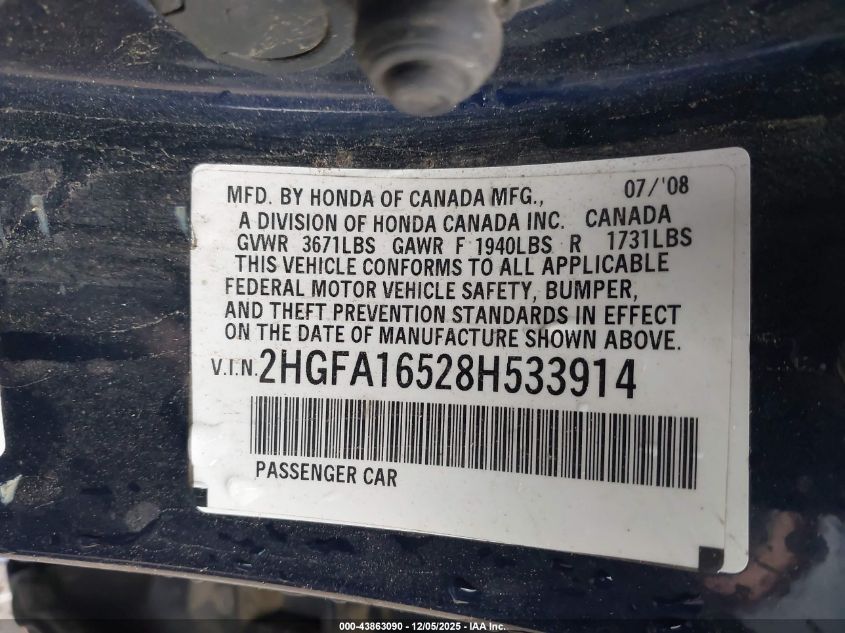 MFD. BY HONDA OF CANADA MFG., 07/'08
A DIVISION OF HONDA CANADA INC. CANADA
GVWR 3671LBS GAWR F 1940LBS R 1731LBS
THIS VEHICLE CONFORMS TO ALL APPLICABLE
FEDERAL MOTOR VEHICLE SAFETY, BUMPER,
AND THEFT PREVENTION STANDARDS IN EFFECT
ON THE DATE OF MANUFACTURE SHOWN ABOVE.
V.I.N. 2HGFA16528H533914
PASSENGER CAR
000-43863090 - 12/05/2025 - IAA Inc.